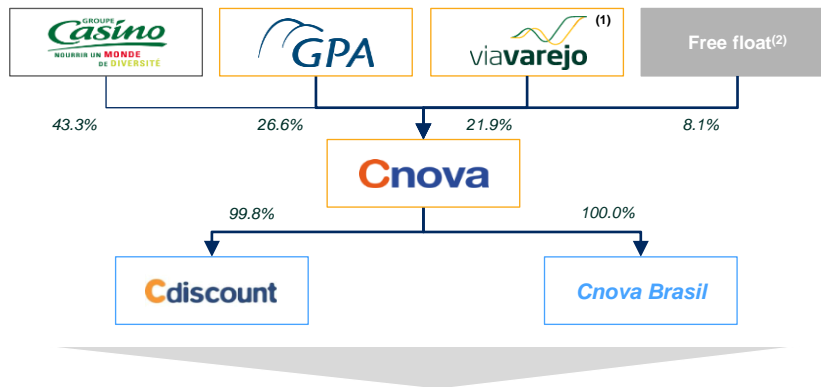 GROUPE
Casino
NOURRIR UN MONDE
DE DIVERSITÉ
GPA
viavarejo (1)
Free float(2)
43.3%
26.6%
21.9%
8.1%
Cnova
99.8%
100.0%
Cdiscount
Cnova Brasil